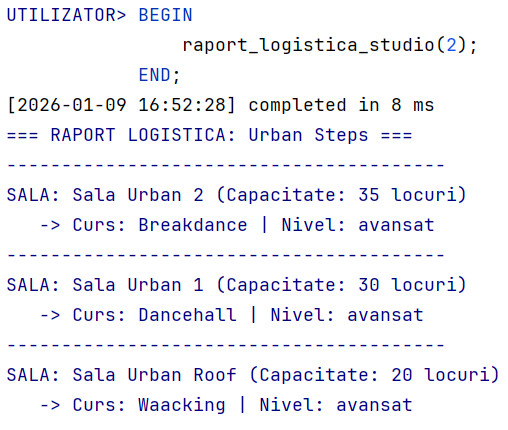 UTILIZATOR> BEGIN
                raport_logistica_studio(2);
            END;
[2026-01-09 16:52:28] completed in 8 ms
=== RAPORT LOGISTICA: Urban Steps ===
----------------------------------------
SALA: Sala Urban 2 (Capacitate: 35 locuri)
   -> Curs: Breakdance | Nivel: avansat
----------------------------------------
SALA: Sala Urban 1 (Capacitate: 30 locuri)
   -> Curs: Dancehall | Nivel: avansat
----------------------------------------
SALA: Sala Urban Roof (Capacitate: 20 locuri)
   -> Curs: Waacking | Nivel: avansat